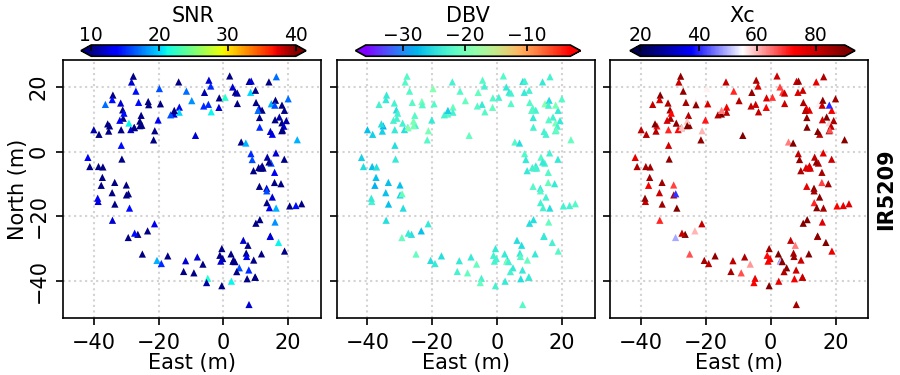 SNR DBV Xc
10 20 30 40 −30 −20 −10 20 40 60 80
20
0
−20
−40
North (m)
−40 −20 0 20 −40 −20 0 20 −40 −20 0 20
East (m) East (m) East (m)
IR5209